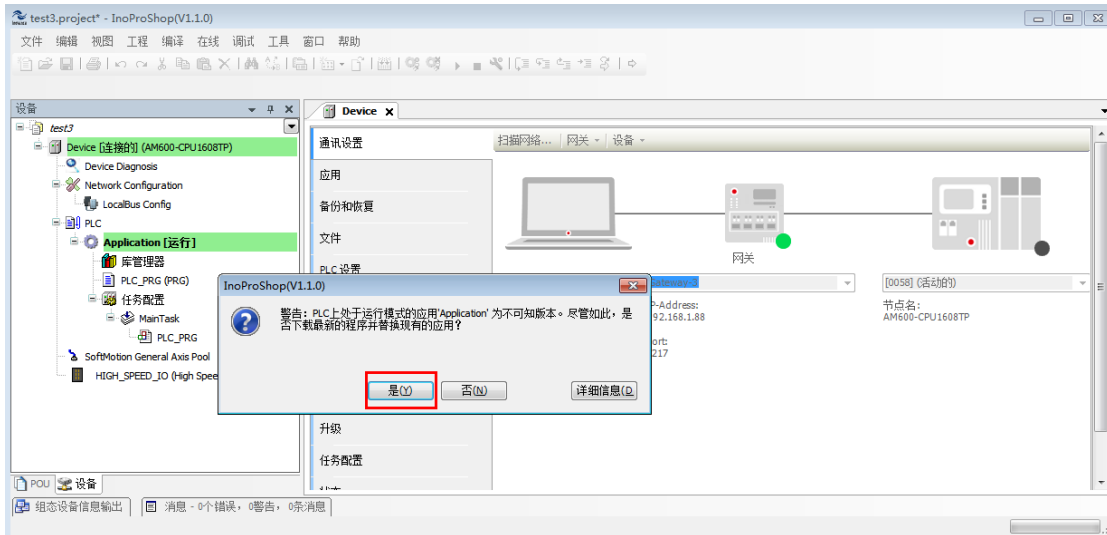 test3.project* - InoProShop(V1.1.0)
文件 编辑 视图 工程 编译 在线 调试 工具 窗口 帮助
设备
test3
Device [连接的] (AM600-CPU1608TP)
Device Diagnosis
Network Configuration
LocalBus Config
PLC
Application [运行]
库管理器
PLC_PRG (PRG)
任务配置
MainTask
PLC_PRG
SoftMotion General Axis Pool
HIGH_SPEED_IO (High Spee
POU 设备
Device
通讯设置
应用
备份和恢复
文件
PLC 设置
升级
任务配置
扫描网络... 网关 设备
网关
Gateway-3
[0058] (活动的)
P-Address:
92.168.1.88
ort:
217
节点名:
AM600-CPU1608TP
InoProShop(V1.1.0)
警告: PLC上处于运行模式的应用'Application' 为不可知版本。尽管如此，是
否下载最新的程序并替换现有的应用?
是(Y) 否(N) 详细信息(D
组态设备信息输出 消息 - 0个错误，0警告，0条消息